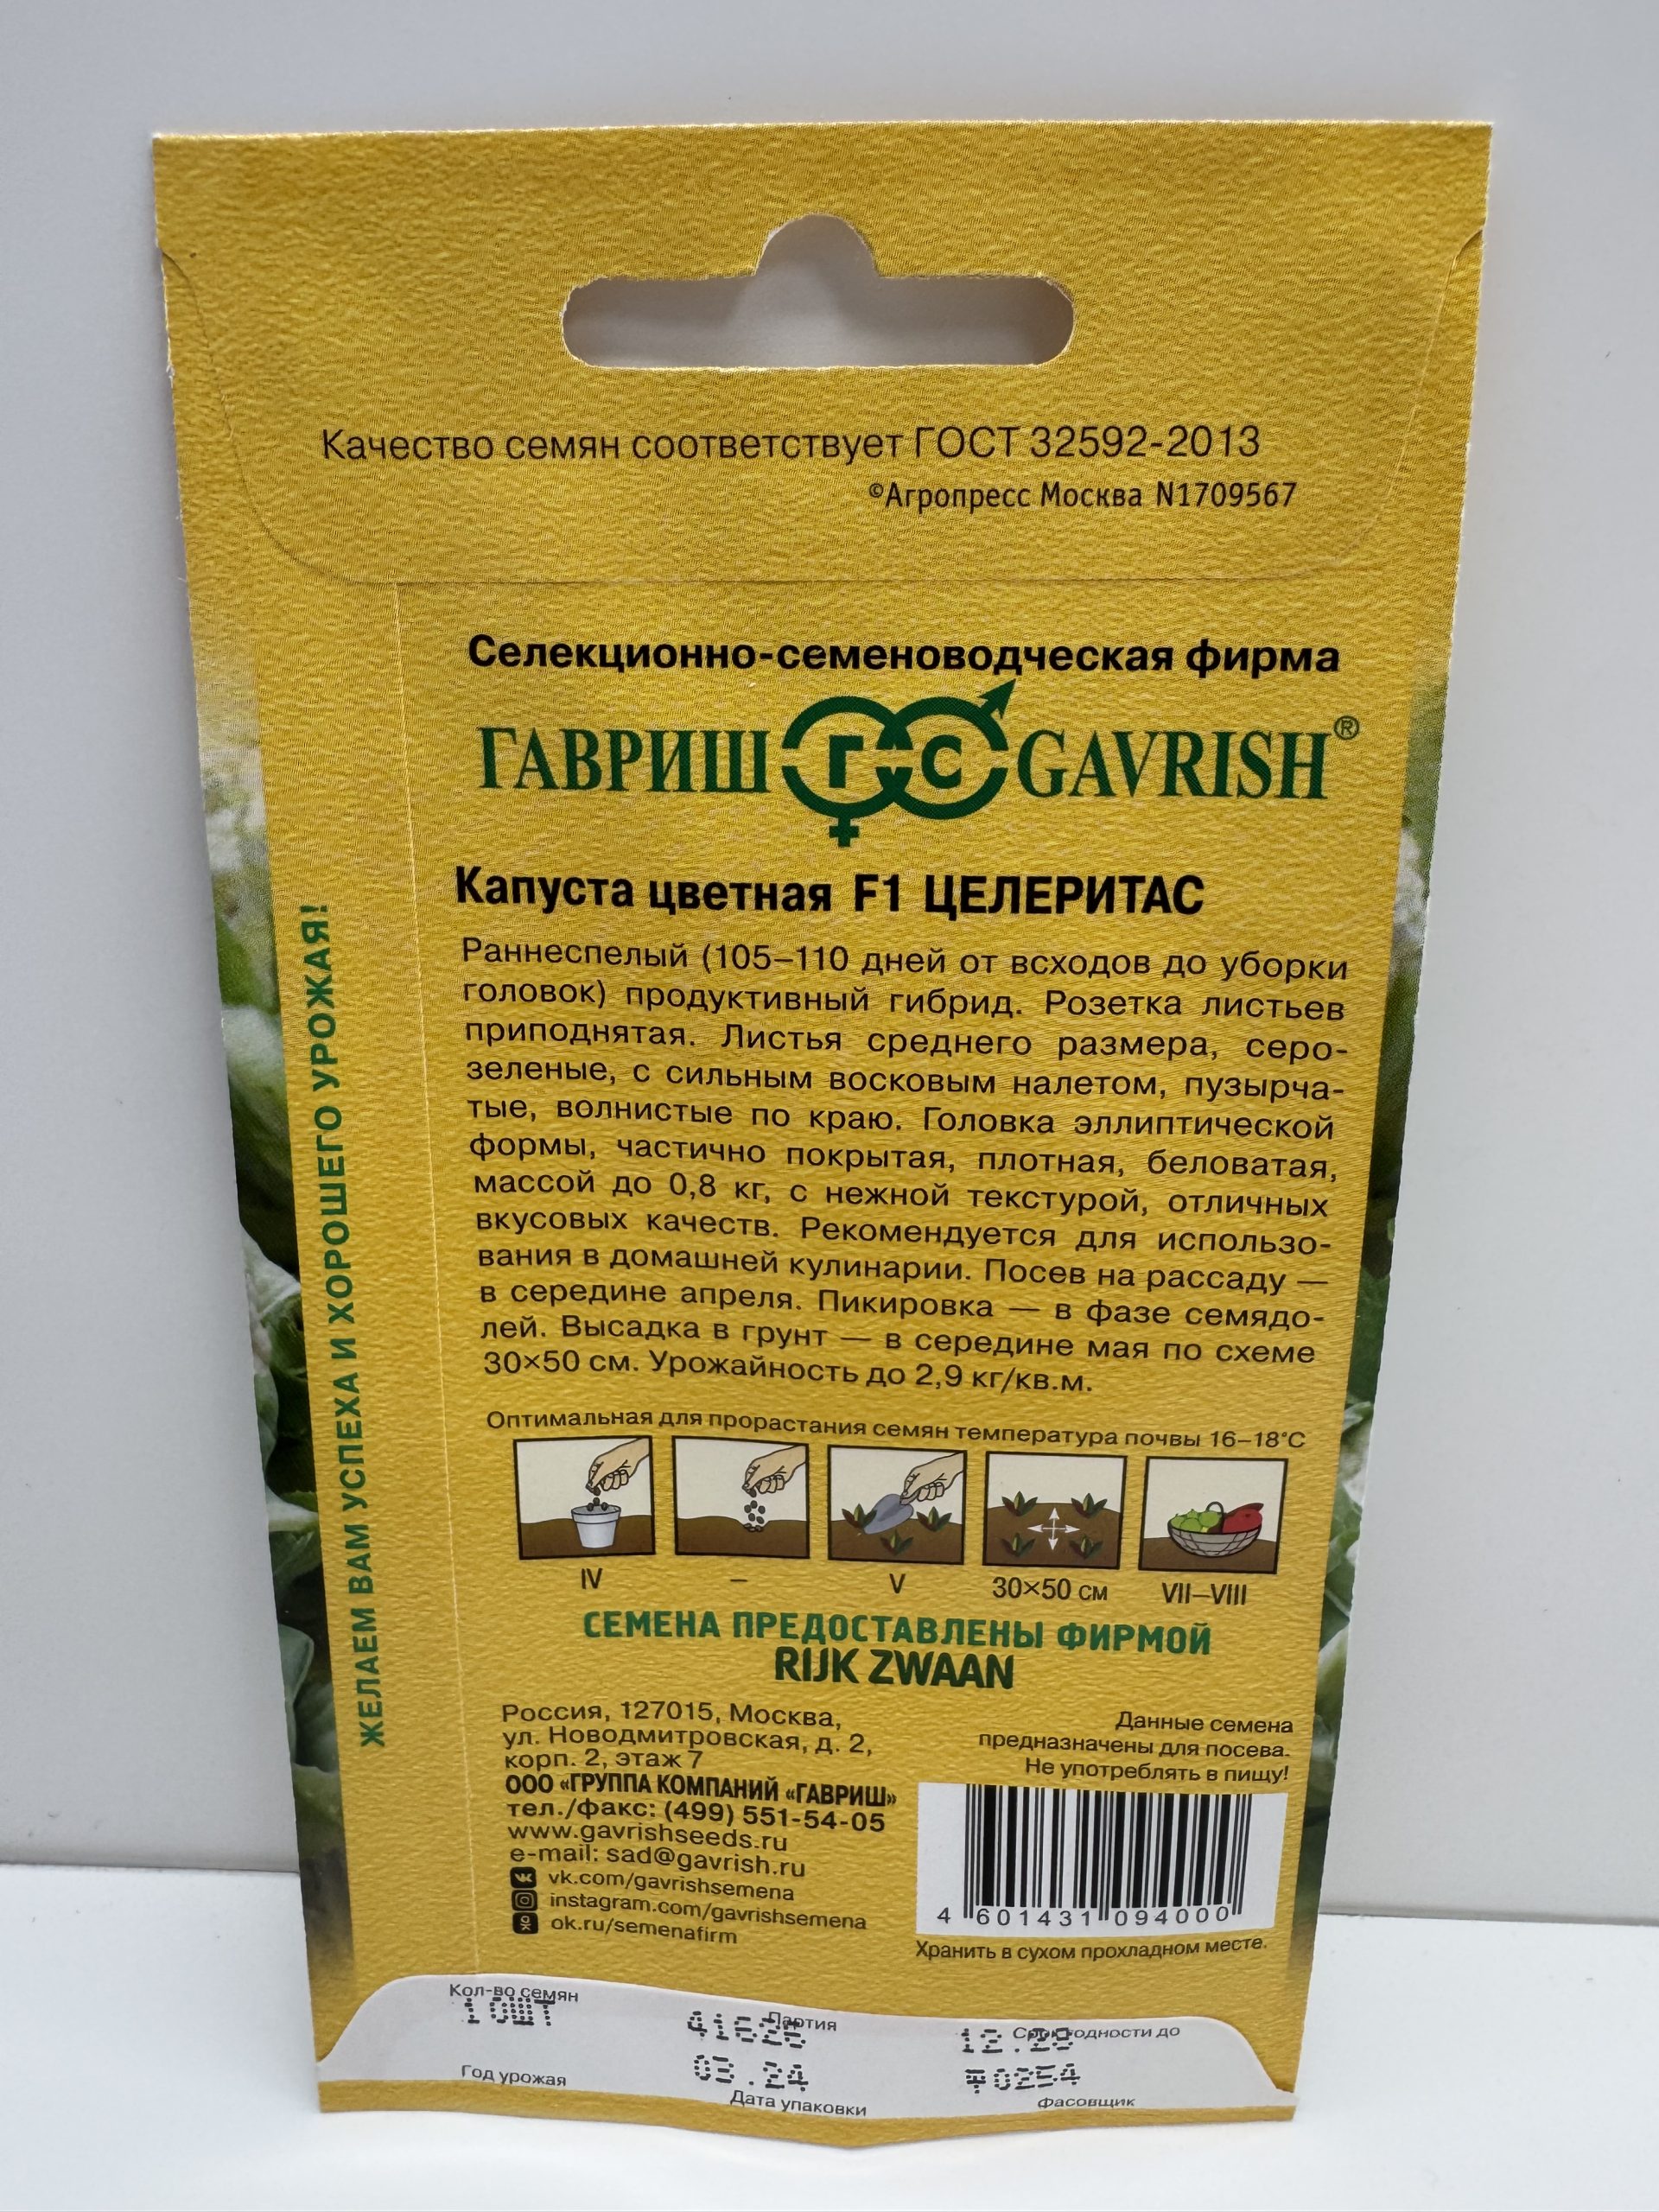 Качество семян соответствует ГОСТ 32592-2013
©Агропресс Москва N1709567
Селекционно-семеноводческая фирма
ГАВРИШ ГС GAVRISH®
Капуста цветная F1 ЦЕЛЕРИТАС
Раннеспелый (105–110 дней от всходов до уборки
головок) продуктивный гибрид. Розетка листьев
приподнятая. Листья среднего размера, серо-
зеленые, с сильным восковым налетом, пузырча-
тые, волнистые по краю. Головка эллиптической
формы, частично покрытая, плотная, беловатая,
массой до 0,8 кг, с нежной текстурой, отличных
вкусовых качеств. Рекомендуется для использо-
вания в домашней кулинарии. Посев на рассаду —
в середине апреля. Пикировка — в фазе семядо-
лей. Высадка в грунт — в середине мая по схеме
30×50 см. Урожайность до 2,9 кг/кв.м.
Оптимальная для прорастания семян температура почвы 16–18°С
IV – V 30×50 см VII–VIII
СЕМЕНА ПРЕДОСТАВЛЕНЫ ФИРМОЙ
RIJK ZWAAN
Россия, 127015, Москва,
ул. Новодмитровская, д. 2,
корп. 2, этаж 7
ООО «ГРУППА КОМПАНИЙ «ГАВРИШ»
тел./факс: (499) 551-54-05
www.gavrishseeds.ru
e-mail: sad@gavrish.ru
vk.com/gavrishsemena
instagram.com/gavrishsemena
ok.ru/semenafirm
Данные семена
предназначены для посева.
Не употреблять в пищу!
4 601431 094000
Хранить в сухом прохладном месте.
ЖЕЛАЕМ ВАМ УСПЕХА И ХОРОШЕГО УРОЖАЯ!
Кол-во семян Партия Срок годности до
10ШТ 12.28
03.24 0254
Год урожая Дата упаковки Фасовщик